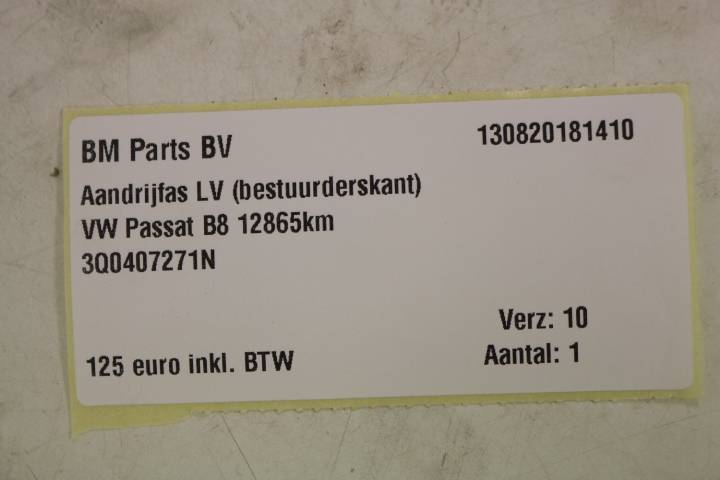 BM Parts BV 130820181410
Aandrijfas LV (bestuurderskant)
VW Passat B8 12865km
3Q0407271N
Verz: 10
125 euro inkl. BTW Aantal: 1